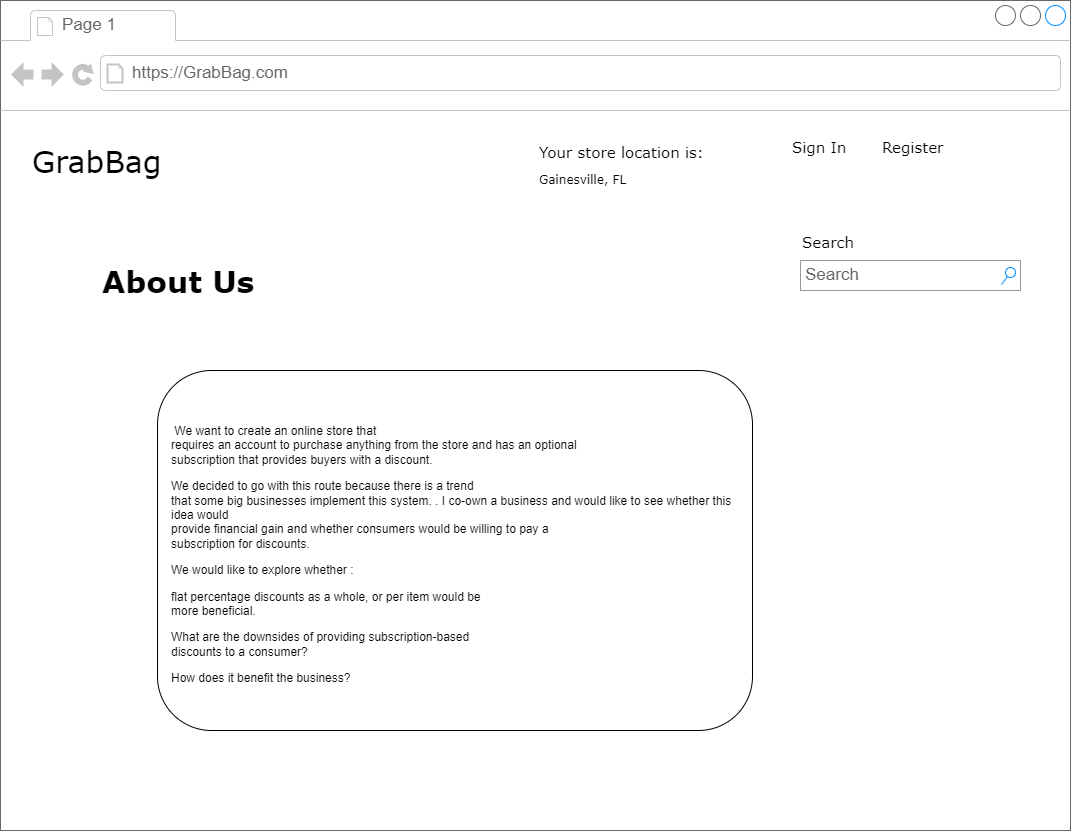 Page 1
https://GrabBag.com
GrabBag
Your store location is:
Gainesville, FL
Sign In
Register
Search
Search
About Us
We want to create an online store that
requires an account to purchase anything from the store and has an optional
subscription that provides buyers with a discount.
We decided to go with this route because there is a trend
that some big businesses implement this system. . I co-own a business and would like to see whether this
idea would
provide financial gain and whether consumers would be willing to pay a
subscription for discounts.
We would like to explore whether :
flat percentage discounts as a whole, or per item would be
more beneficial.
What are the downsides of providing subscription-based
discounts to a consumer?
How does it benefit the business?